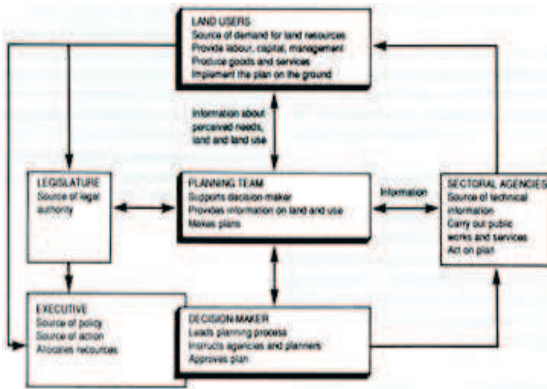 LAND USERS
Source of demand for land resources
Provide labour, capital, management
Produce goods and services
Implement the plan on the ground
Information about
perceived needs,
land and land use
LEGISLATURE
Source of legal
authority
PLANNING TEAM
Supports decision-maker
Provides information on land and use
Makes plans
Information
SECTORAL AGENCIES
Source of technical
information
Carry out public
works and services
Act on plan
EXECUTIVE
Source of policy
Source of action
Allocates recources
DECISION-MAKER
Leads planning process
Instructs agencies and planners
Approves plan